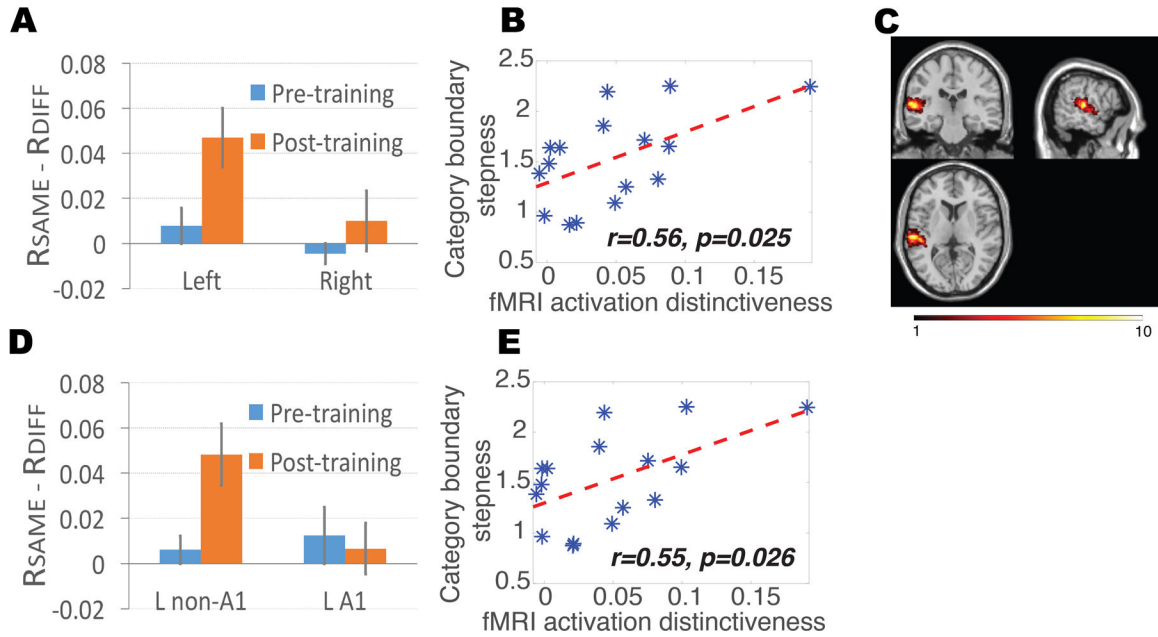 A
RSAME - RDIFF
0.08
0.06
0.04
0.02
0
-0.02
Pre-training
Post-training
Left
Right
B
Category boundary
stepness
2.5
2
1.5
1
0.5
r=0.56, p=0.025
0
0.05
0.1
0.15
fMRI activation distinctiveness
C
1
10
D
RSAME - RDIFF
0.08
0.06
0.04
0.02
0
-0.02
Pre-training
Post-training
L non-A1
L A1
E
Category boundary
stepness
2.5
2
1.5
1
0.5
r=0.55, p=0.026
0
0.05
0.1
0.15
fMRI activation distinctiveness